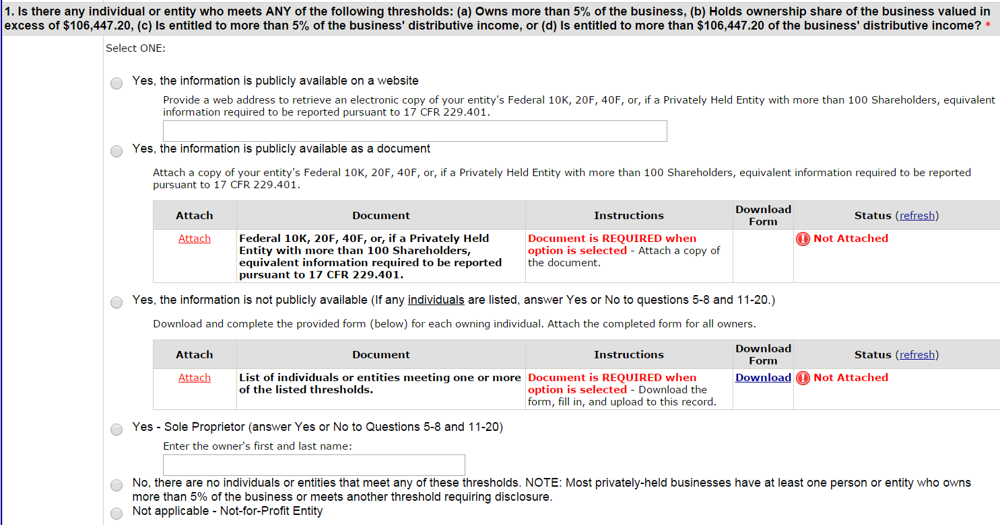 1. Is there any individual or entity who meets ANY of the following thresholds: (a) Owns more than 5% of the business, (b) Holds ownership share of the business valued in
excess of $106,447.20, (c) Is entitled to more than 5% of the business' distributive income, or (d) Is entitled to more than $106,447.20 of the business' distributive income? *
Select ONE:
Yes, the information is publicly available on a website
Provide a web address to retrieve an electronic copy of your entity's Federal 10K, 20F, 40F, or, if a Privately Held Entity with more than 100 Shareholders, equivalent
information required to be reported pursuant to 17 CFR 229.401.
Yes, the information is publicly available as a document
Attach a copy of your entity's Federal 10K, 20F, 40F, or, if a Privately Held Entity with more than 100 Shareholders, equivalent information required to be reported
pursuant to 17 CFR 229.401.
Attach Document Instructions Download Form Status (refresh)
Attach
Federal 10K, 20F, 40F, or, if a Privately Held
Entity with more than 100 Shareholders,
equivalent information required to be reported
pursuant to 17 CFR 229.401.
Document is REQUIRED when
option is selected - Attach a copy of
the document.
Not Attached
Yes, the information is not publicly available (If any individuals are listed, answer Yes or No to questions 5-8 and 11-20.)
Download and complete the provided form (below) for each owning individual. Attach the completed form for all owners.
Attach Document Instructions Download Form Status (refresh)
Attach
List of individuals or entities meeting one or more
of the listed thresholds.
Document is REQUIRED when
option is selected - Download the
form, fill in, and upload to this record.
Download
Not Attached
Yes - Sole Proprietor (answer Yes or No to Questions 5-8 and 11-20)
Enter the owner's first and last name:
No, there are no individuals or entities that meet any of these thresholds. NOTE: Most privately-held businesses have at least one person or entity who owns
more than 5% of the business or meets another threshold requiring disclosure.
Not applicable - Not-for-Profit Entity